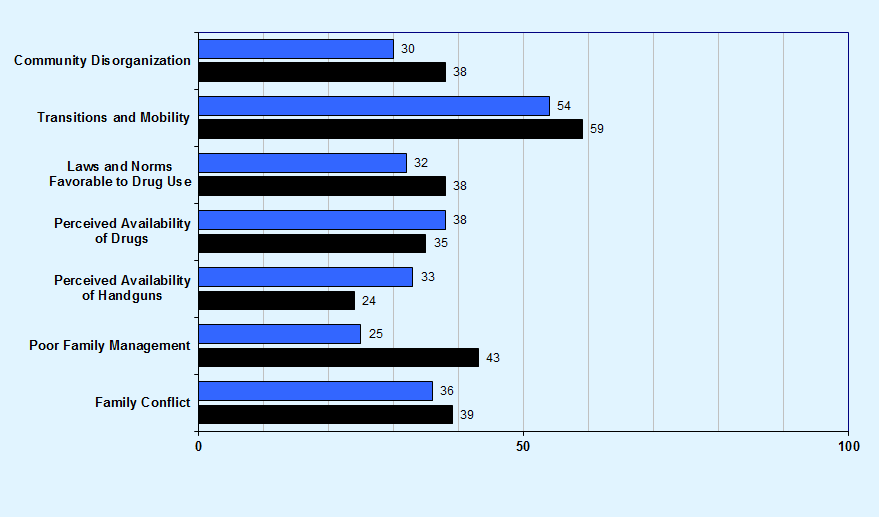 Community Disorganization
30
38
Transitions and Mobility
54
59
Laws and Norms
Favorable to Drug Use
32
38
Perceived Availability
of Drugs
38
35
Perceived Availability
of Handguns
33
24
Poor Family Management
25
43
Family Conflict
36
39
0
50
100